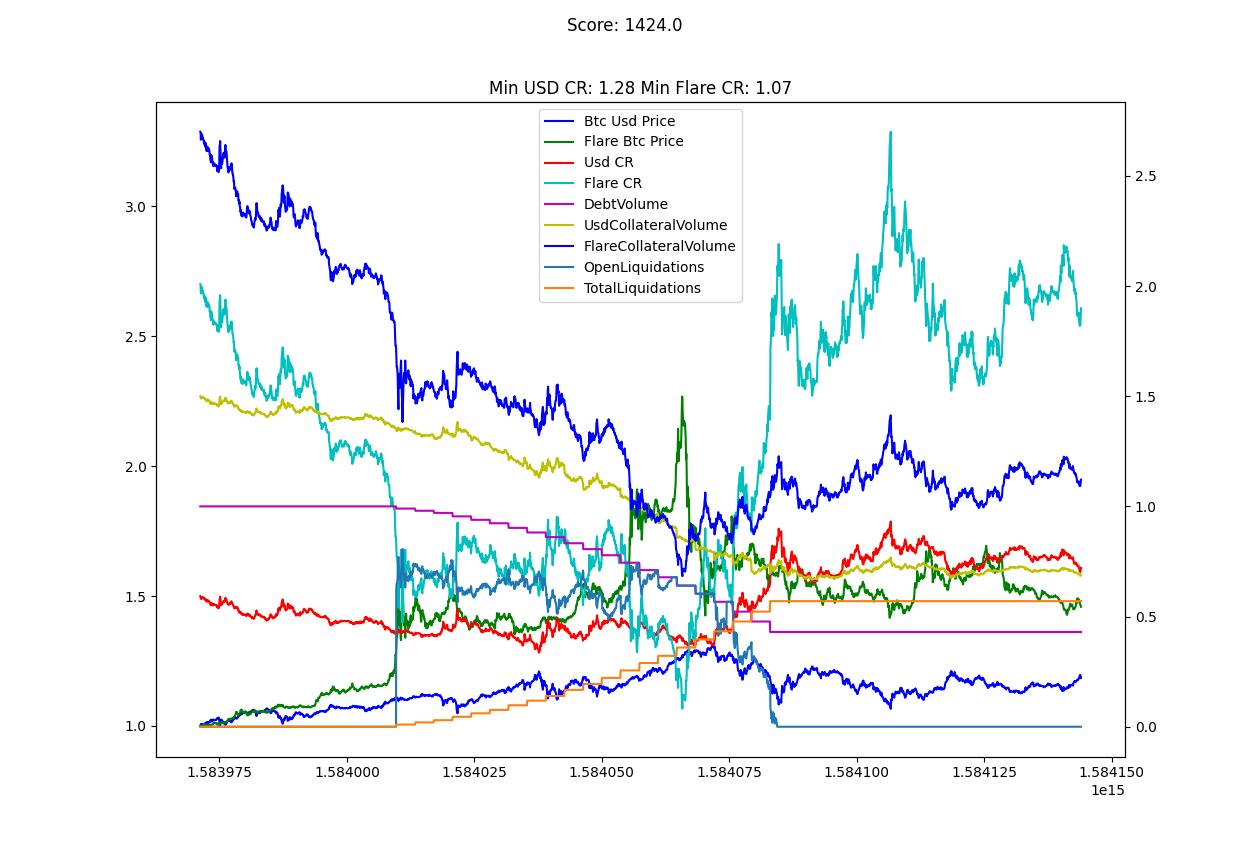 Score: 1424.0
Min USD CR: 1.28 Min Flare CR: 1.07
Btc Usd Price
Flare Btc Price
Usd CR
Flare CR
DebtVolume
UsdCollateralVolume
FlareCollateralVolume
OpenLiquidations
TotalLiquidations
3.0
2.5
2.0
1.5
1.0
2.5
2.0
1.5
1.0
0.5
0.0
1.583975
1.584000
1.584025
1.584050
1.584075
1.584100
1.584125
1.584150
1e15